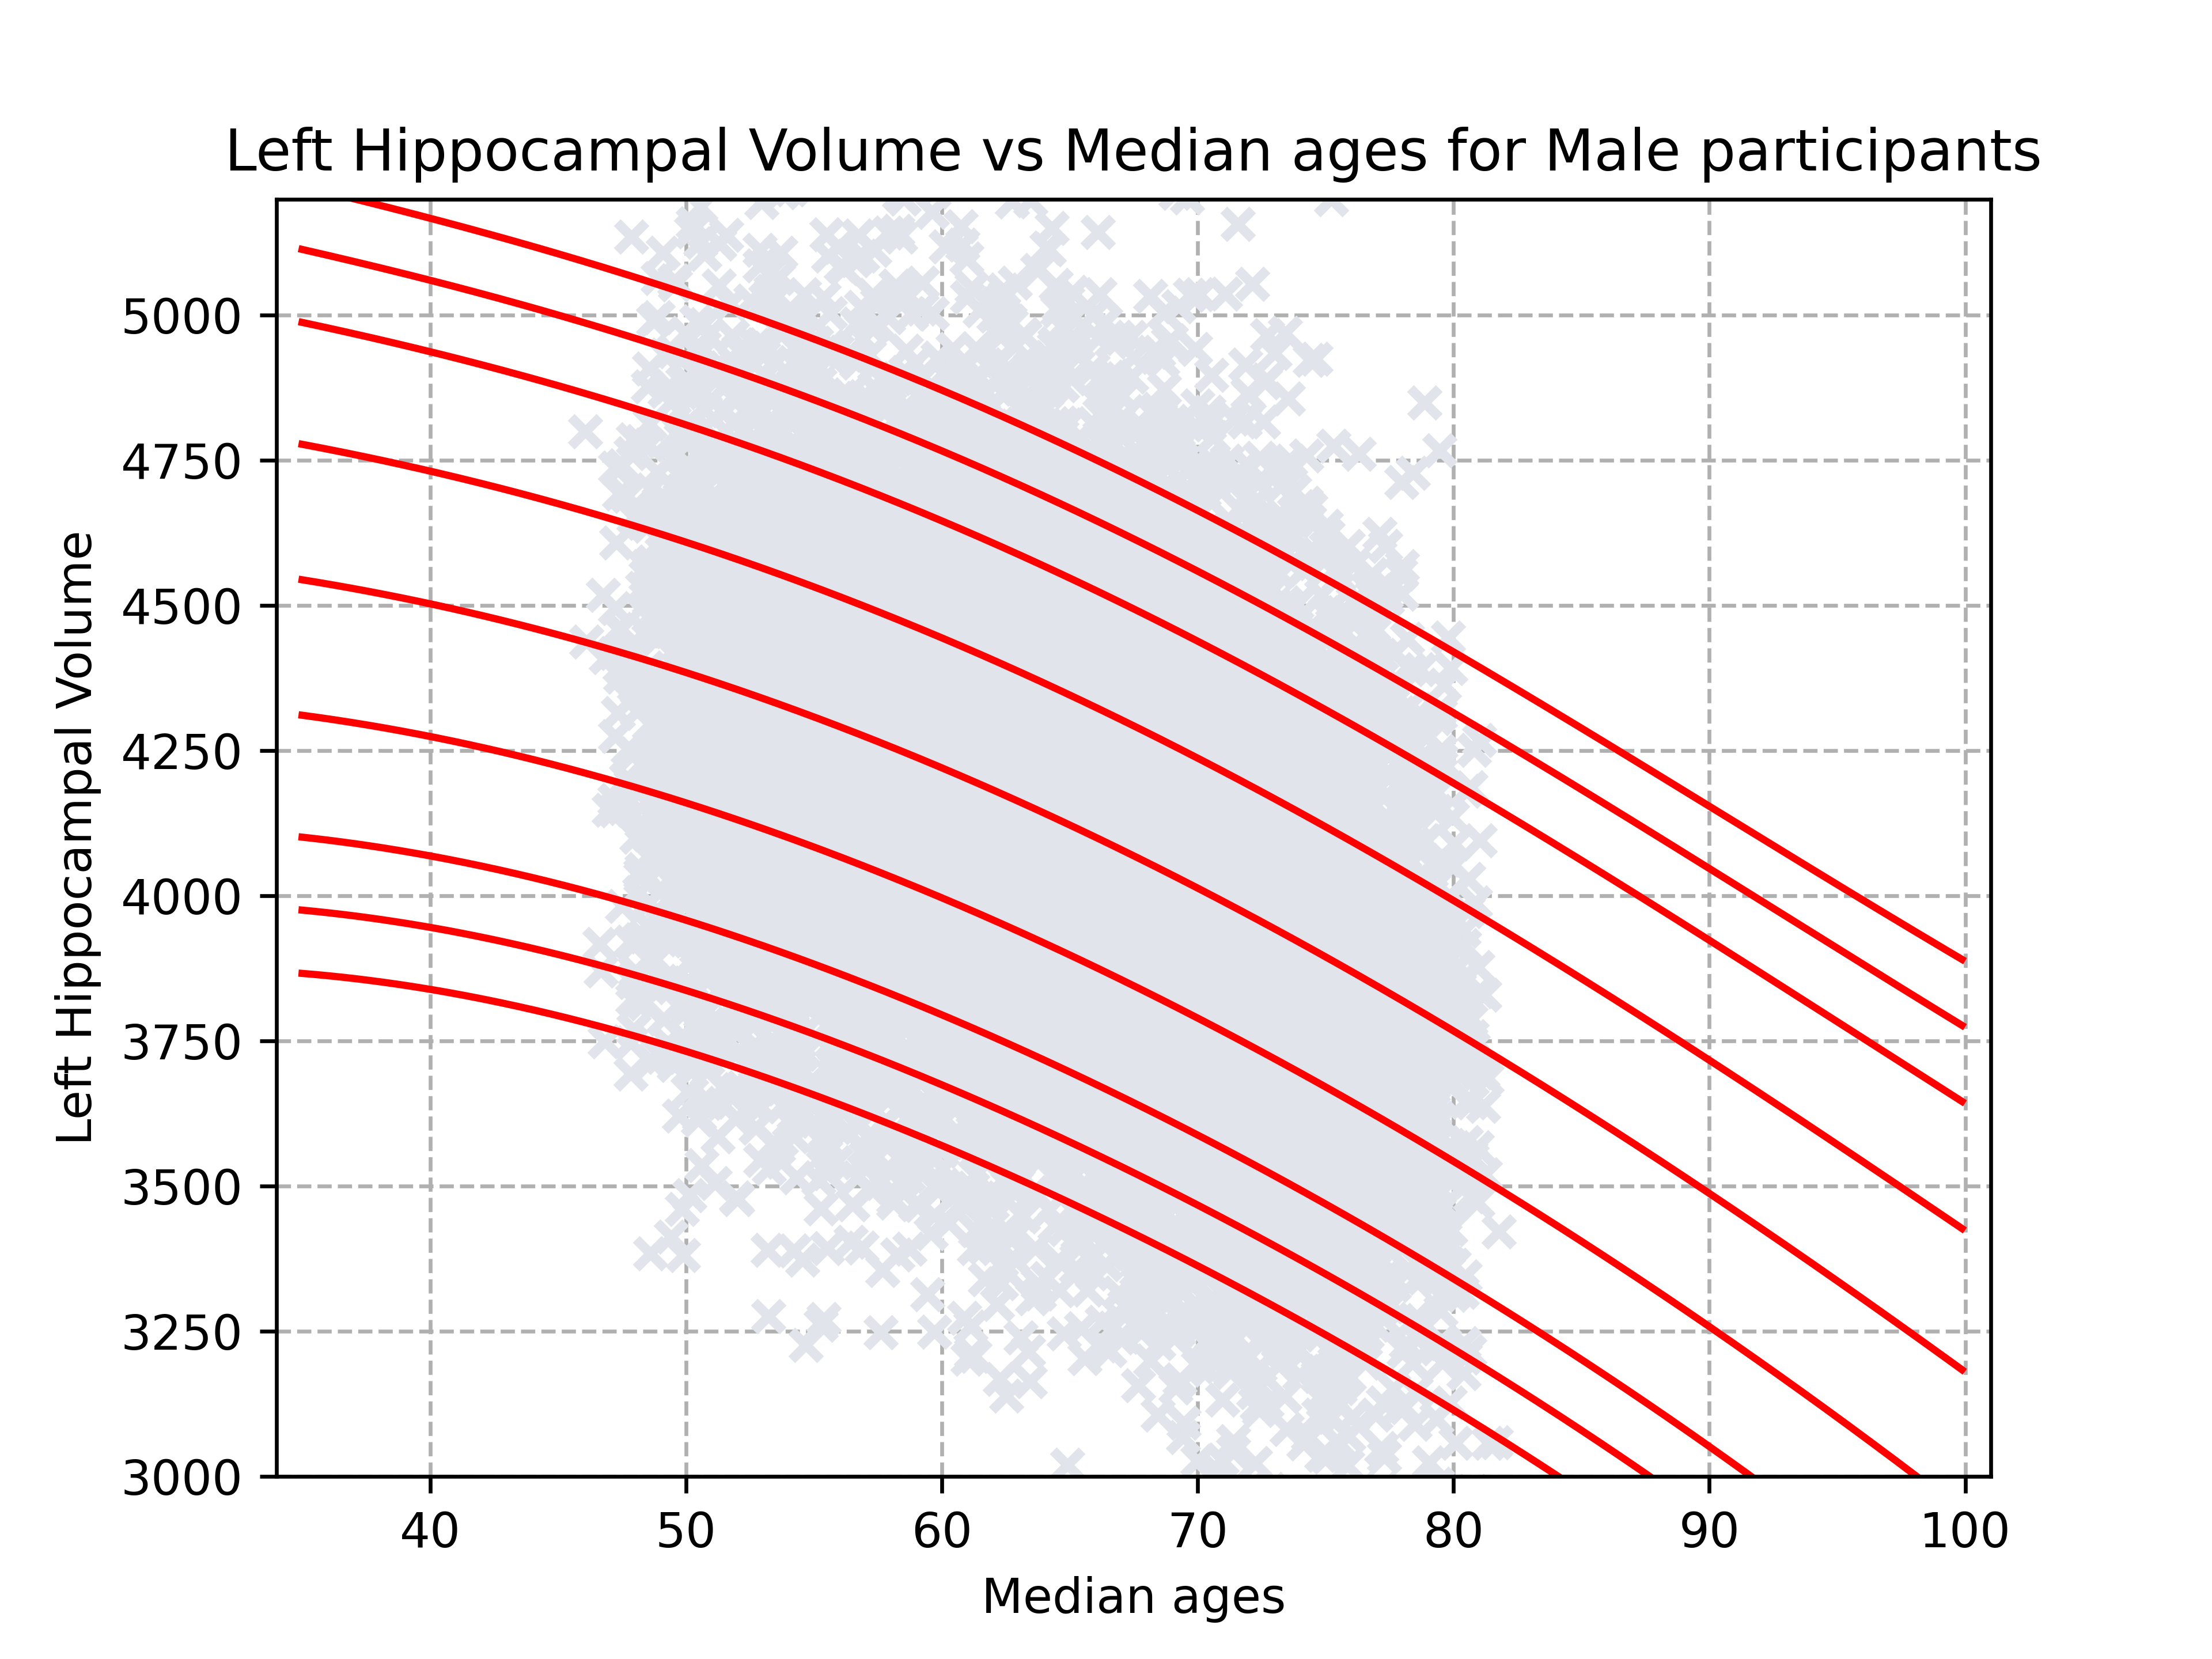 Left Hippocampal Volume vs Median ages for Male participants
Left Hippocampal Volume
5000
4750
4500
4250
4000
3750
3500
3250
3000
40 50 60 70 80 90 100
Median ages